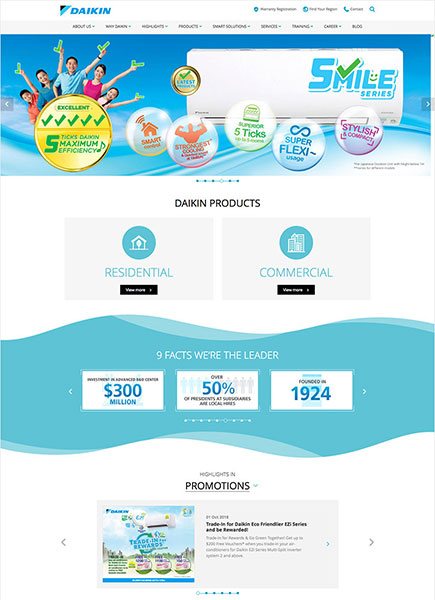 DAIKIN
Warranty Registration
Find Your Region
Contact
ABOUT US
WHY DAIKIN
HIGHLIGHTS
PRODUCTS
SMART SOLUTIONS
SERVICES
TRAINING
CAREER
BLOG
LATEST PRODUCTS
5MILE
SERIES
EXCELLENT
5 TICKS DAIKIN
MAXIMUM
EFFICIENCY
SMART
control
STRONGEST
COOLING
SUPERIOR
5 Ticks
SUPER
FLEXI-
usage
STYLISH
& COMPACT
DAIKIN PRODUCTS
RESIDENTIAL
COMMERCIAL
View more
View more
9 FACTS WE'RE THE LEADER
INVESTMENT IN ADVANCED R&D CENTER
$300
MILLION
OVER
50%
OF PRESIDENTS AT SUBSIDIARIES
ARE LOCAL HIRES
FOUNDED IN
1924
HIGHLIGHTS IN
PROMOTIONS
DAIKIN
TRADE-IN FOR
REWARDS
01 Oct 2018
Trade-In for Daikin Eco Friendlier EZi Series
and be Rewarded!
Trade-in for Rewards & Go Green Together! Get up to
$200 Free Vouchers* when you trade-in your air-
conditioners for Daikin EZi Series Multi-Split inverter
system 2 and above.